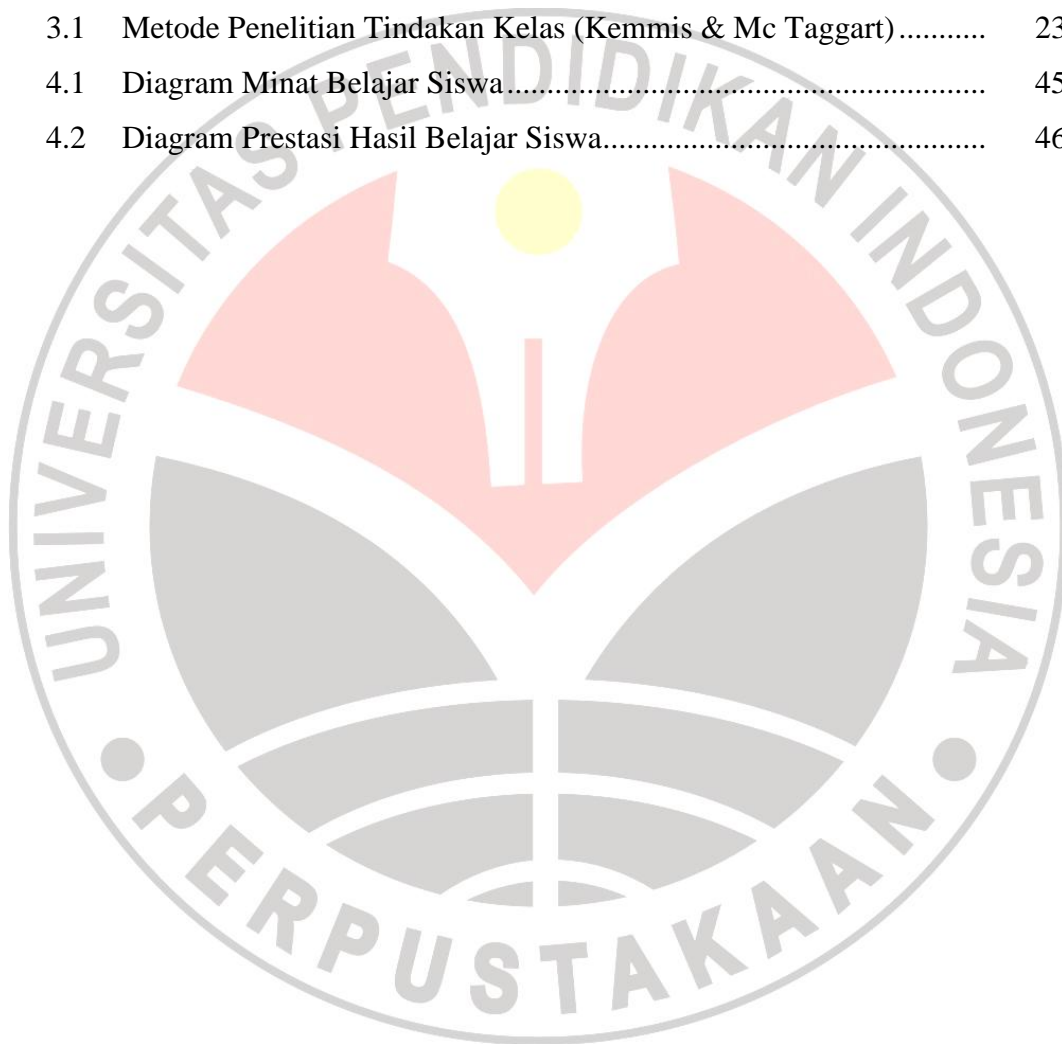 3.1 Metode Penelitian Tindakan Kelas (Kemmis & Mc Taggart)........... 23
4.1 Diagram Minat Belajar Siswa.............................................................. 45
4.2 Diagram Prestasi Hasil Belajar Siswa.................................................. 46
UNIVERSITAS PENDIDIKAN INDONESIA
PERPUSTAKAAN